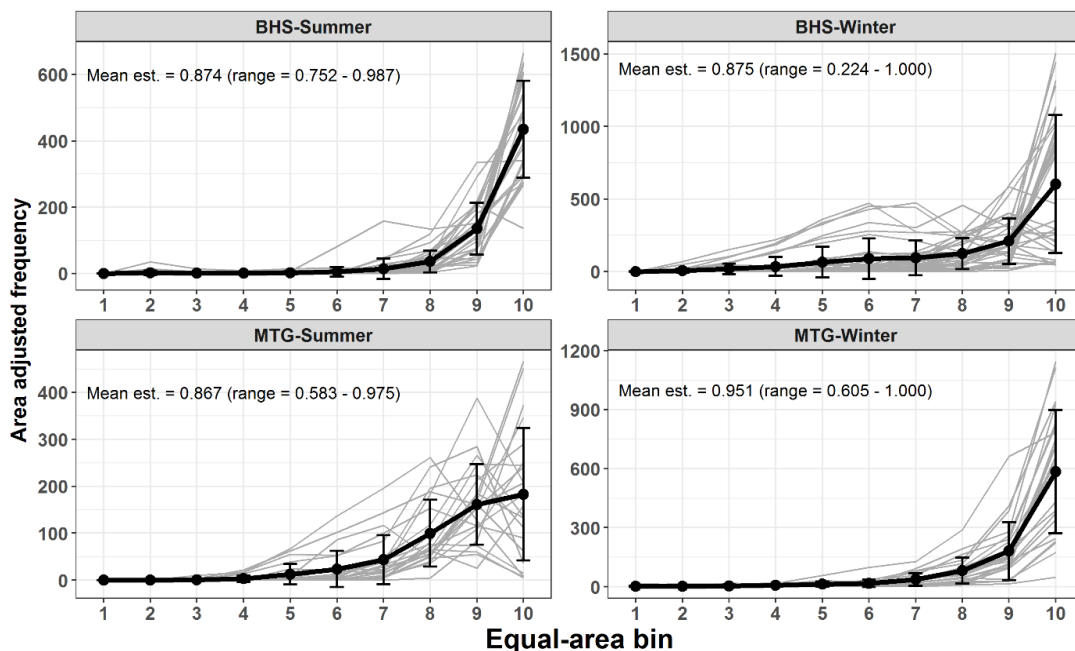 BHS-Summer
BHS-Winter
Mean est. = 0.874 (range = 0.752 - 0.987)
Mean est. = 0.875 (range = 0.224 - 1.000)
600
400
200
0
1500
1000
500
0
1 2 3 4 5 6 7 8 9 10
1 2 3 4 5 6 7 8 9 10
MTG-Summer
MTG-Winter
Mean est. = 0.867 (range = 0.583 - 0.975)
Mean est. = 0.951 (range = 0.605 - 1.000)
400
300
200
100
0
1200
900
600
300
0
1 2 3 4 5 6 7 8 9 10
1 2 3 4 5 6 7 8 9 10
Area adjusted frequency
Equal-area bin